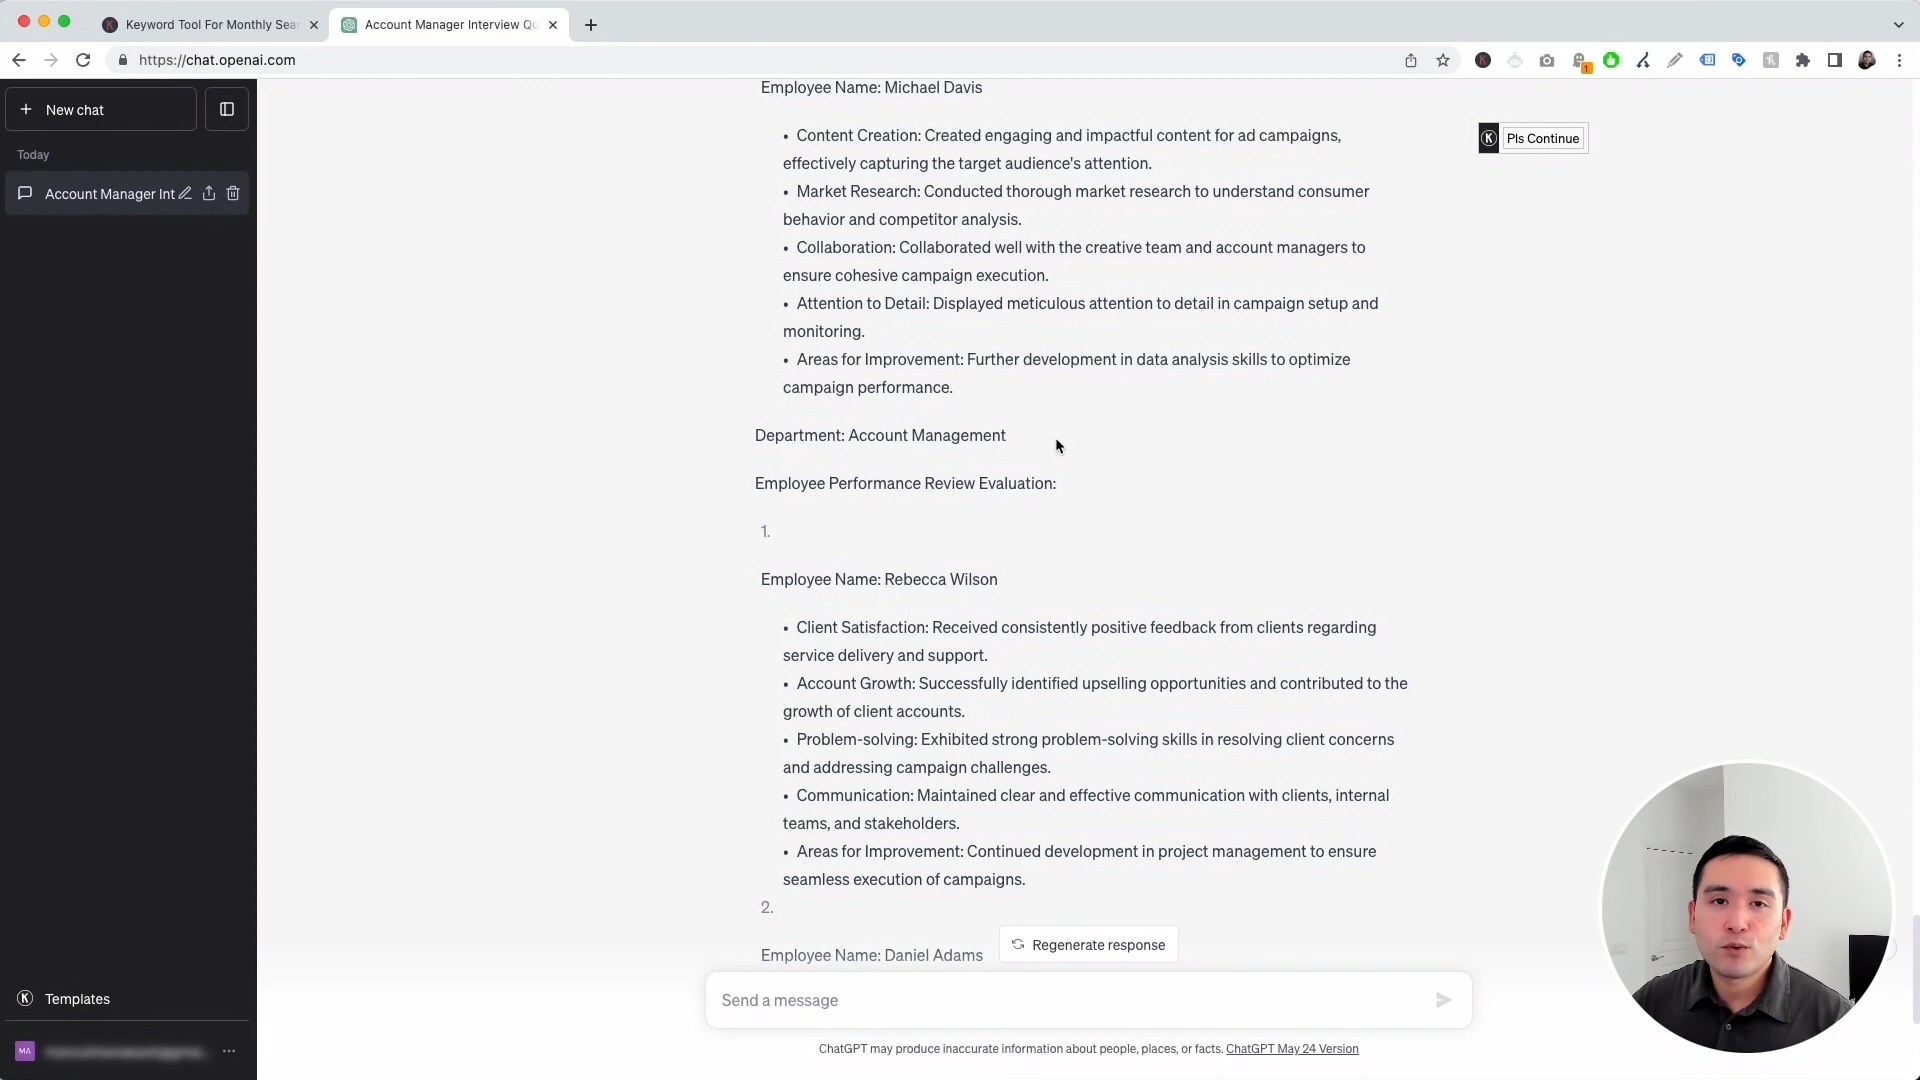 Keyword Tool For Monthly Sear
Account Manager Interview Qu
https://chat.openai.com
1
New chat
Today
Account Manager Int
Employee Name: Michael Davis
• Content Creation: Created engaging and impactful content for ad campaigns,
effectively capturing the target audience's attention.
• Market Research: Conducted thorough market research to understand consumer
behavior and competitor analysis.
• Collaboration: Collaborated well with the creative team and account managers to
ensure cohesive campaign execution.
• Attention to Detail: Displayed meticulous attention to detail in campaign setup and
monitoring.
• Areas for Improvement: Further development in data analysis skills to optimize
campaign performance.
K Pls Continue
Department: Account Management
Employee Performance Review Evaluation:
1.
Employee Name: Rebecca Wilson
• Client Satisfaction: Received consistently positive feedback from clients regarding
service delivery and support.
• Account Growth: Successfully identified upselling opportunities and contributed to the
growth of client accounts.
• Problem-solving: Exhibited strong problem-solving skills in resolving client concerns
and addressing campaign challenges.
• Communication: Maintained clear and effective communication with clients, internal
teams, and stakeholders.
• Areas for Improvement: Continued development in project management to ensure
seamless execution of campaigns.
2.
Employee Name: Daniel Adams
Regenerate response
Send a message
ChatGPT may produce inaccurate information about people, places, or facts. ChatGPT May 24 Version
K Templates
MA